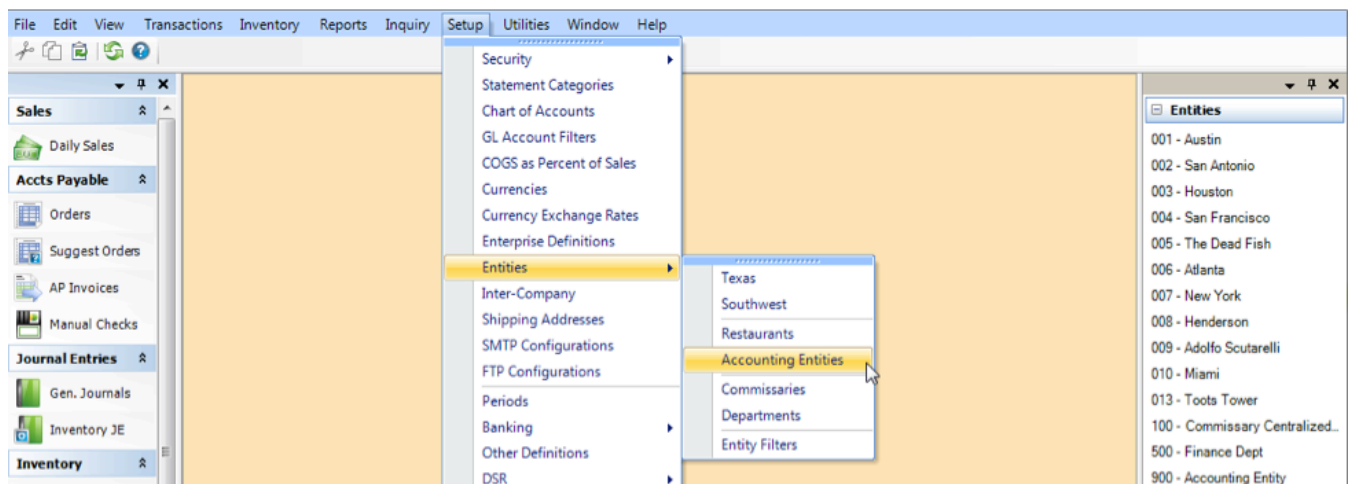 File Edit View Transactions Inventory Reports Inquiry Setup Utilities Window Help
Sales
Daily Sales
Accts Payable
Orders
Suggest Orders
AP Invoices
Manual Checks
Journal Entries
Gen. Journals
Inventory JE
Inventory
Security
Statement Categories
Chart of Accounts
GL Account Filters
COGS as Percent of Sales
Currencies
Currency Exchange Rates
Enterprise Definitions
Entities
Inter-Company
Shipping Addresses
SMTP Configurations
FTP Configurations
Periods
Banking
Other Definitions
DSR
Texas
Southwest
Restaurants
Accounting Entities
Commissaries
Departments
Entity Filters
Entities
001 - Austin
002 - San Antonio
003 - Houston
004 - San Francisco
005 - The Dead Fish
006 - Atlanta
007 - New York
008 - Henderson
009 - Adolfo Scutarelli
010 - Miami
013 - Toots Tower
100 - Commissary Centralized...
500 - Finance Dept
900 - Accounting Entity